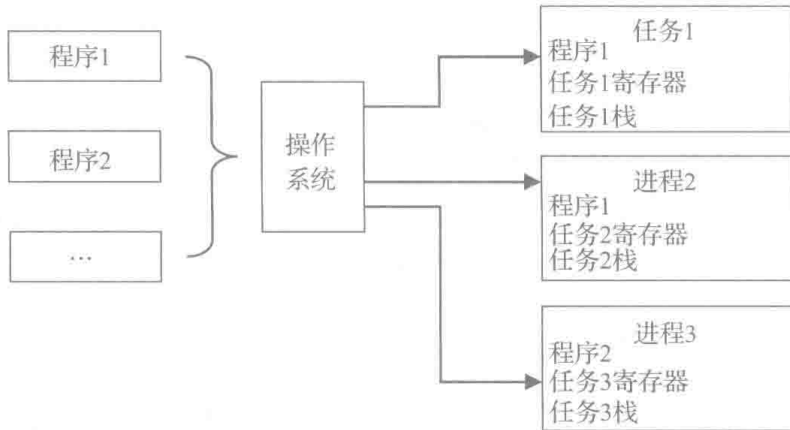 程序1
程序2
…
操作
系统
任务1
程序1
任务1寄存器
任务1栈
进程2
程序1
任务2寄存器
任务2栈
进程3
程序2
任务3寄存器
任务3栈